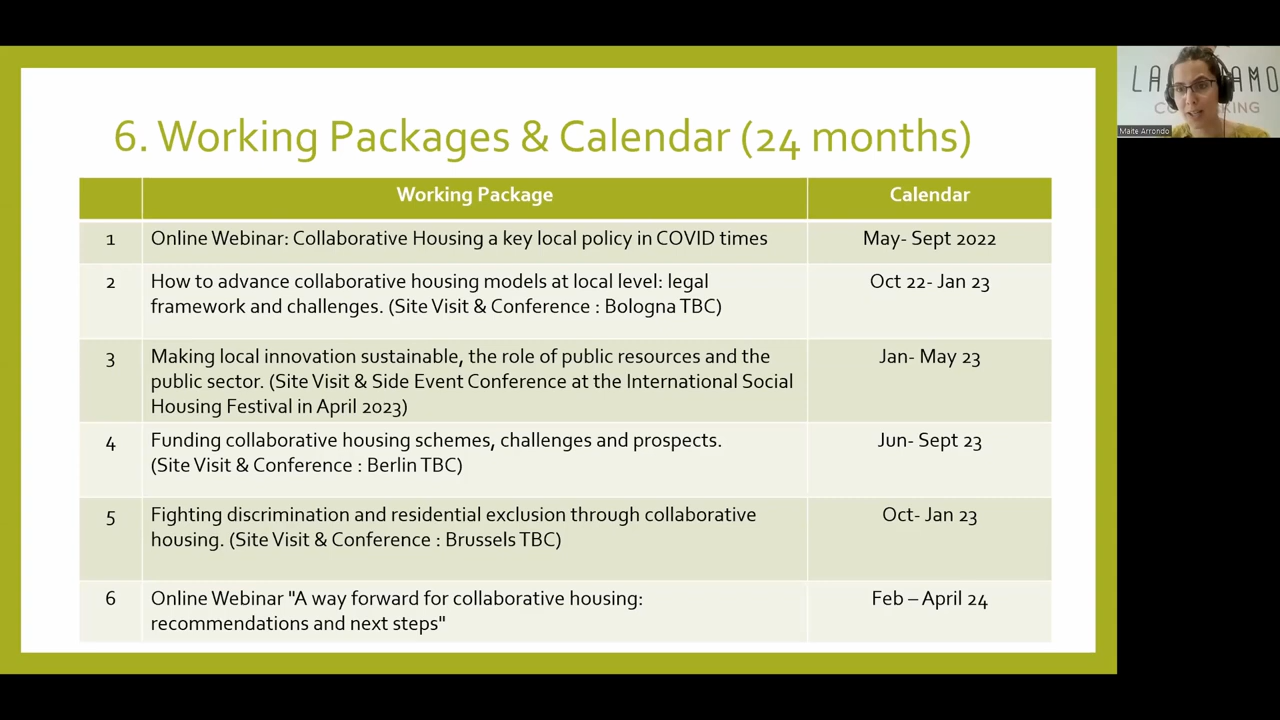 6. Working Packages & Calendar (24 months)
Working Package
Calendar
1
Online Webinar: Collaborative Housing a key local policy in COVID times
May- Sept 2022
2
How to advance collaborative housing models at local level: legal
framework and challenges. (Site Visit & Conference : Bologna TBC)
Oct 22- Jan 23
3
Making local innovation sustainable, the role of public resources and the
public sector. (Site Visit & Side Event Conference at the International Social
Housing Festival in April 2023)
Jan- May 23
4
Funding collaborative housing schemes, challenges and prospects.
(Site Visit & Conference : Berlin TBC)
Jun- Sept 23
5
Fighting discrimination and residential exclusion through collaborative
housing. (Site Visit & Conference : Brussels TBC)
Oct- Jan 23
6
Online Webinar "A way forward for collaborative housing:
recommendations and next steps"
Feb – April 24
Maite Arrondo